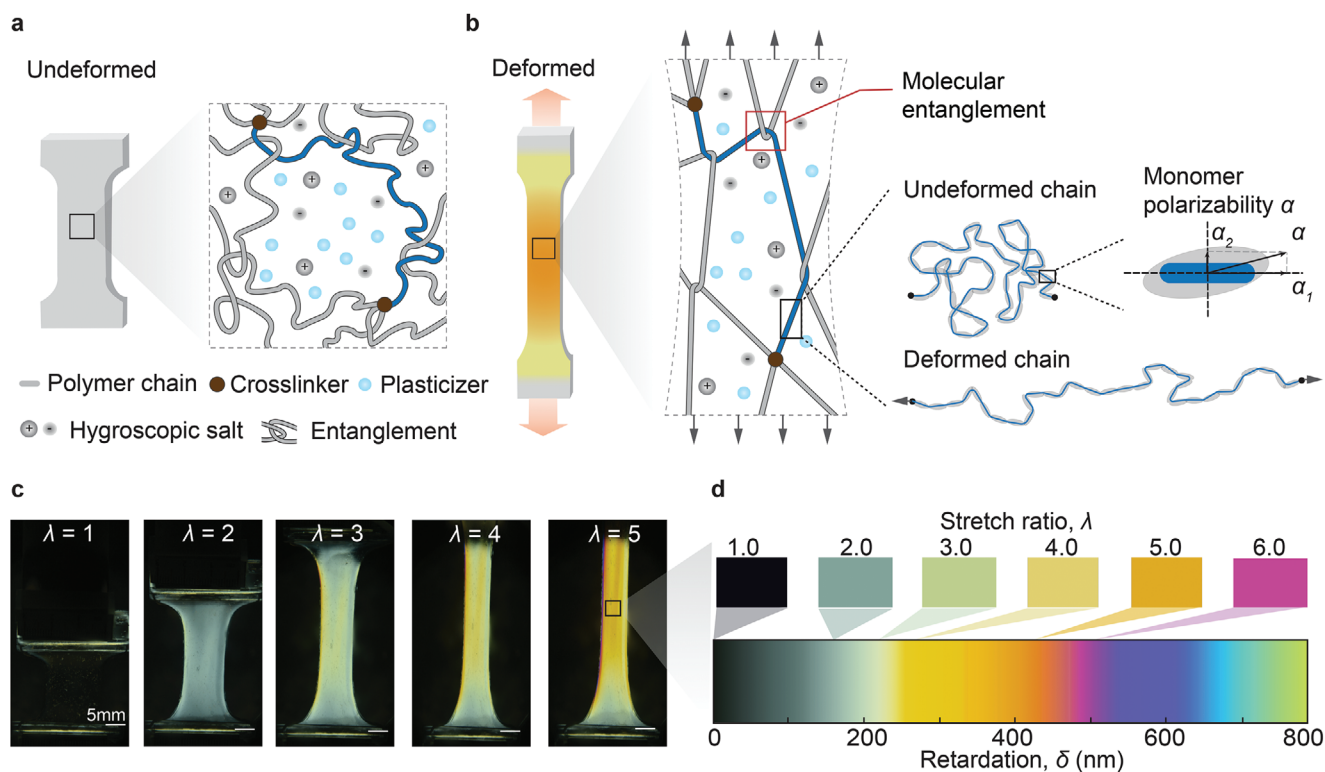 a
Undeformed
Polymer chain
Crosslinker
Plasticizer
+ - Hygroscopic salt
Entanglement
b
Deformed
Molecular
entanglement
Undeformed chain
Monomer
polarizability α
α2
α
α1
Deformed chain
c
λ = 1
λ = 2
λ = 3
λ = 4
λ = 5
5mm
d
Stretch ratio, λ
1.0 2.0 3.0 4.0 5.0 6.0
0 200 400 600 800
Retardation, δ (nm)